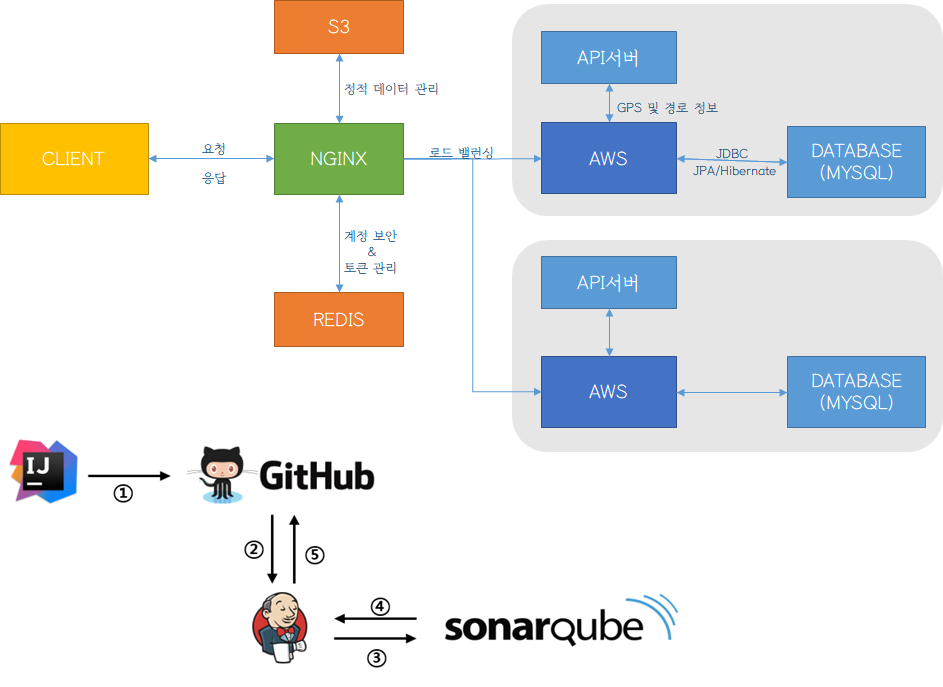 S3
정적 데이터 관리
CLIENT
요청
응답
NGINX
로드 밸런싱
계정 보안
&
토큰 관리
REDIS
API서버
GPS 및 경로 정보
AWS
JDBC
JPA/Hibernate
DATABASE
(MYSQL)
API서버
AWS
DATABASE
(MYSQL)
IJ
①
GitHub
②
⑤
④
③
sonarqube